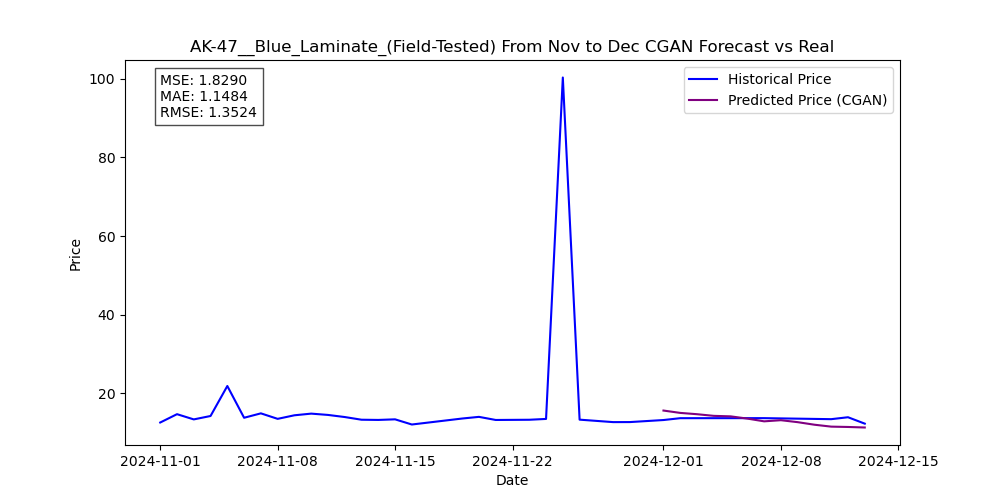 AK-47__Blue_Laminate_(Field-Tested) From Nov to Dec CGAN Forecast vs Real
MSE: 1.8290
MAE: 1.1484
RMSE: 1.3524
Historical Price
Predicted Price (CGAN)
Price
100
80
60
40
20
2024-11-01
2024-11-08
2024-11-15
2024-11-22
2024-12-01
2024-12-08
2024-12-15
Date